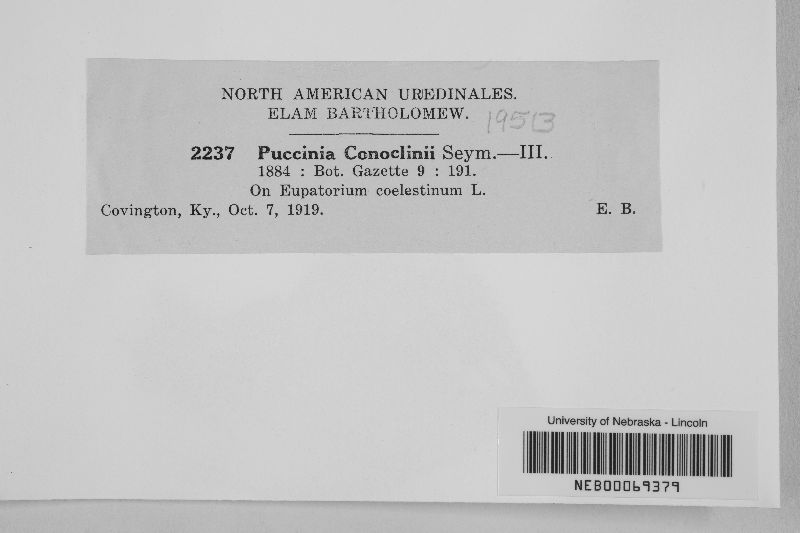 NORTH AMERICAN UREDINALES.
ELAM BARTHOLOMEW.
19513
2237 Puccinia Conoclinii Seym.—III.
1884 : Bot. Gazette 9 : 191.
On Eupatorium coelestinum L.
Covington, Ky., Oct. 7, 1919. E. B.
University of Nebraska - Lincoln
NEB00069379